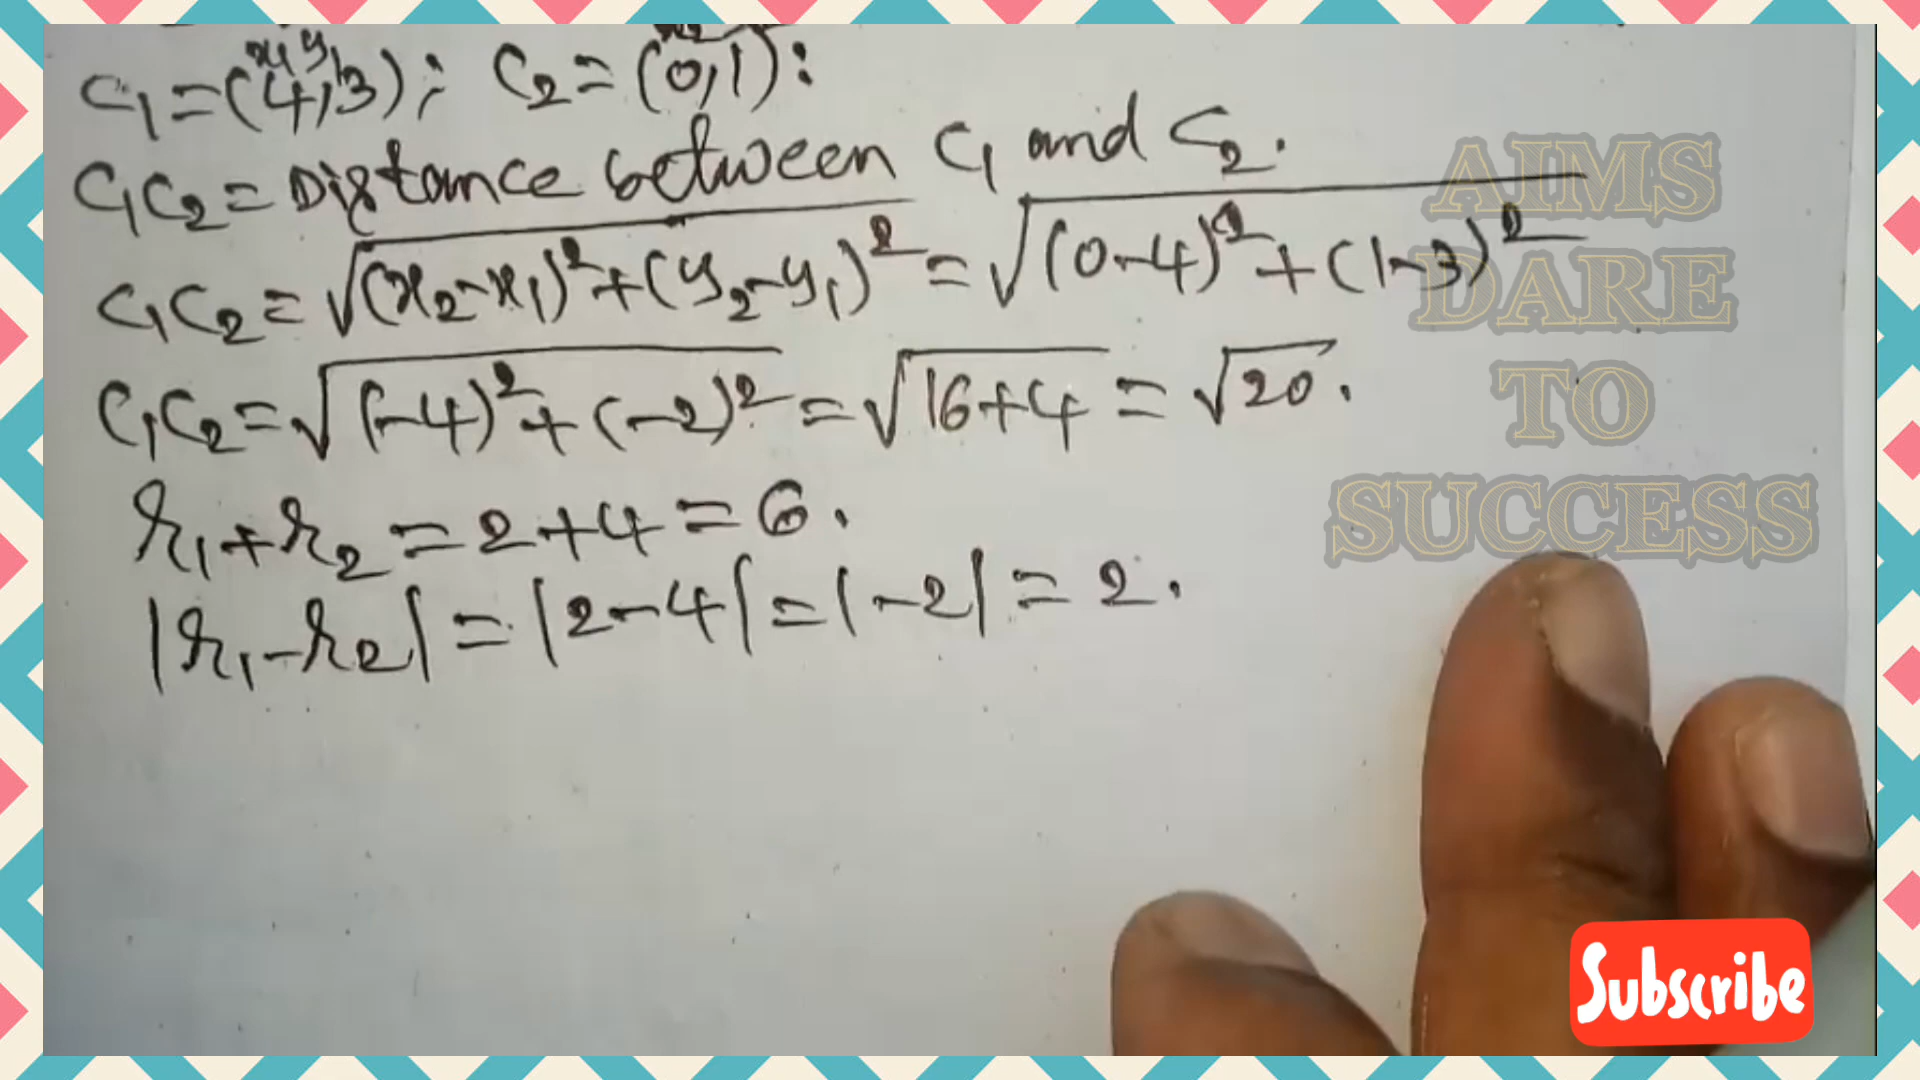 x₁ y₁
C₁=(4,3); C₂=(0,1):
C₁C₂= Distance between C₁ and C₂.
C₁C₂=√(x₂-x₁)²+(y₂-y₁)² = √(0-4)²+(1-3)²
C₁C₂=√(-4)²+(-2)² = √16+4 = √20.
r₁+r₂=2+4=6.
|r₁-r₂|=|2-4|=|-2|=2.
AIMS
DARE
TO
SUCCESS
Subscribe